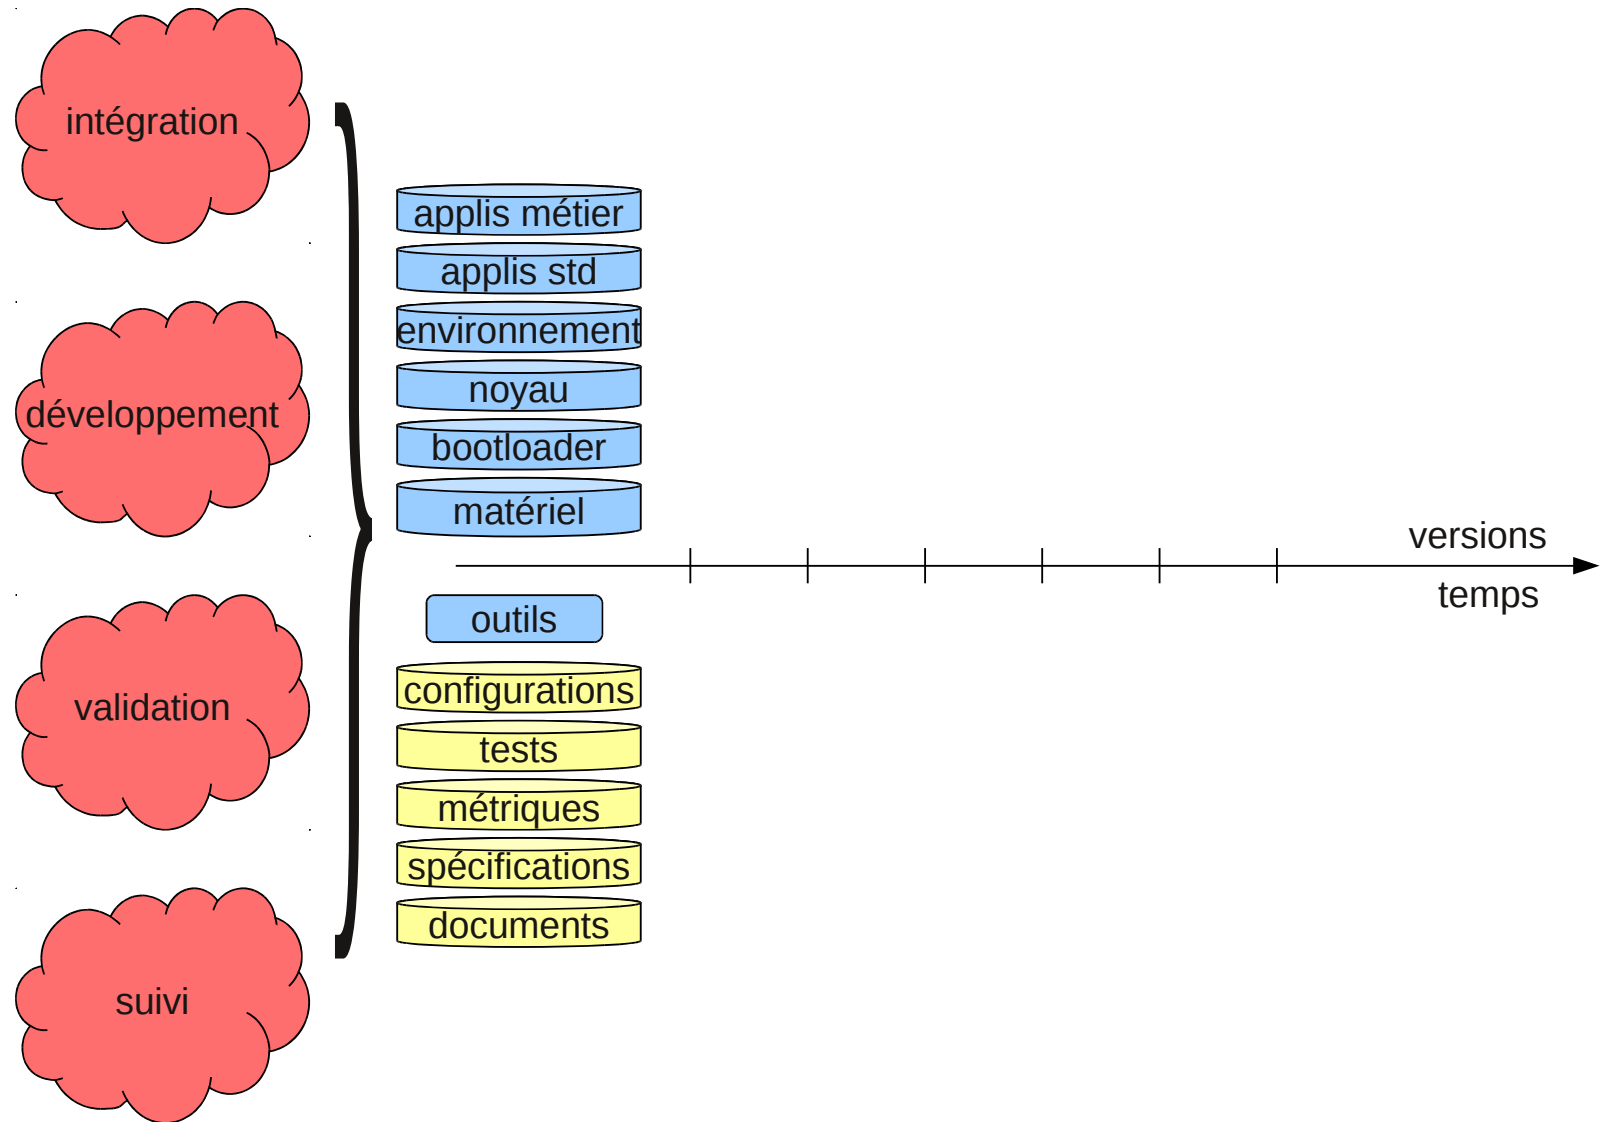 intégration
développement
validation
suivi
applis métier
applis std
environnement
noyau
bootloader
matériel
versions
temps
outils
configurations
tests
métriques
spécifications
documents